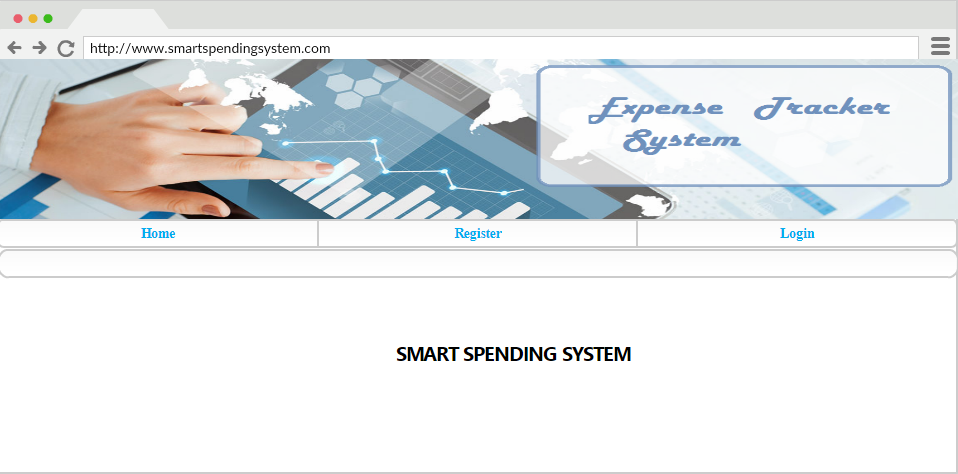 http://www.smartspendingsystem.com
Expense Tracker
System
Home Register Login
SMART SPENDING SYSTEM